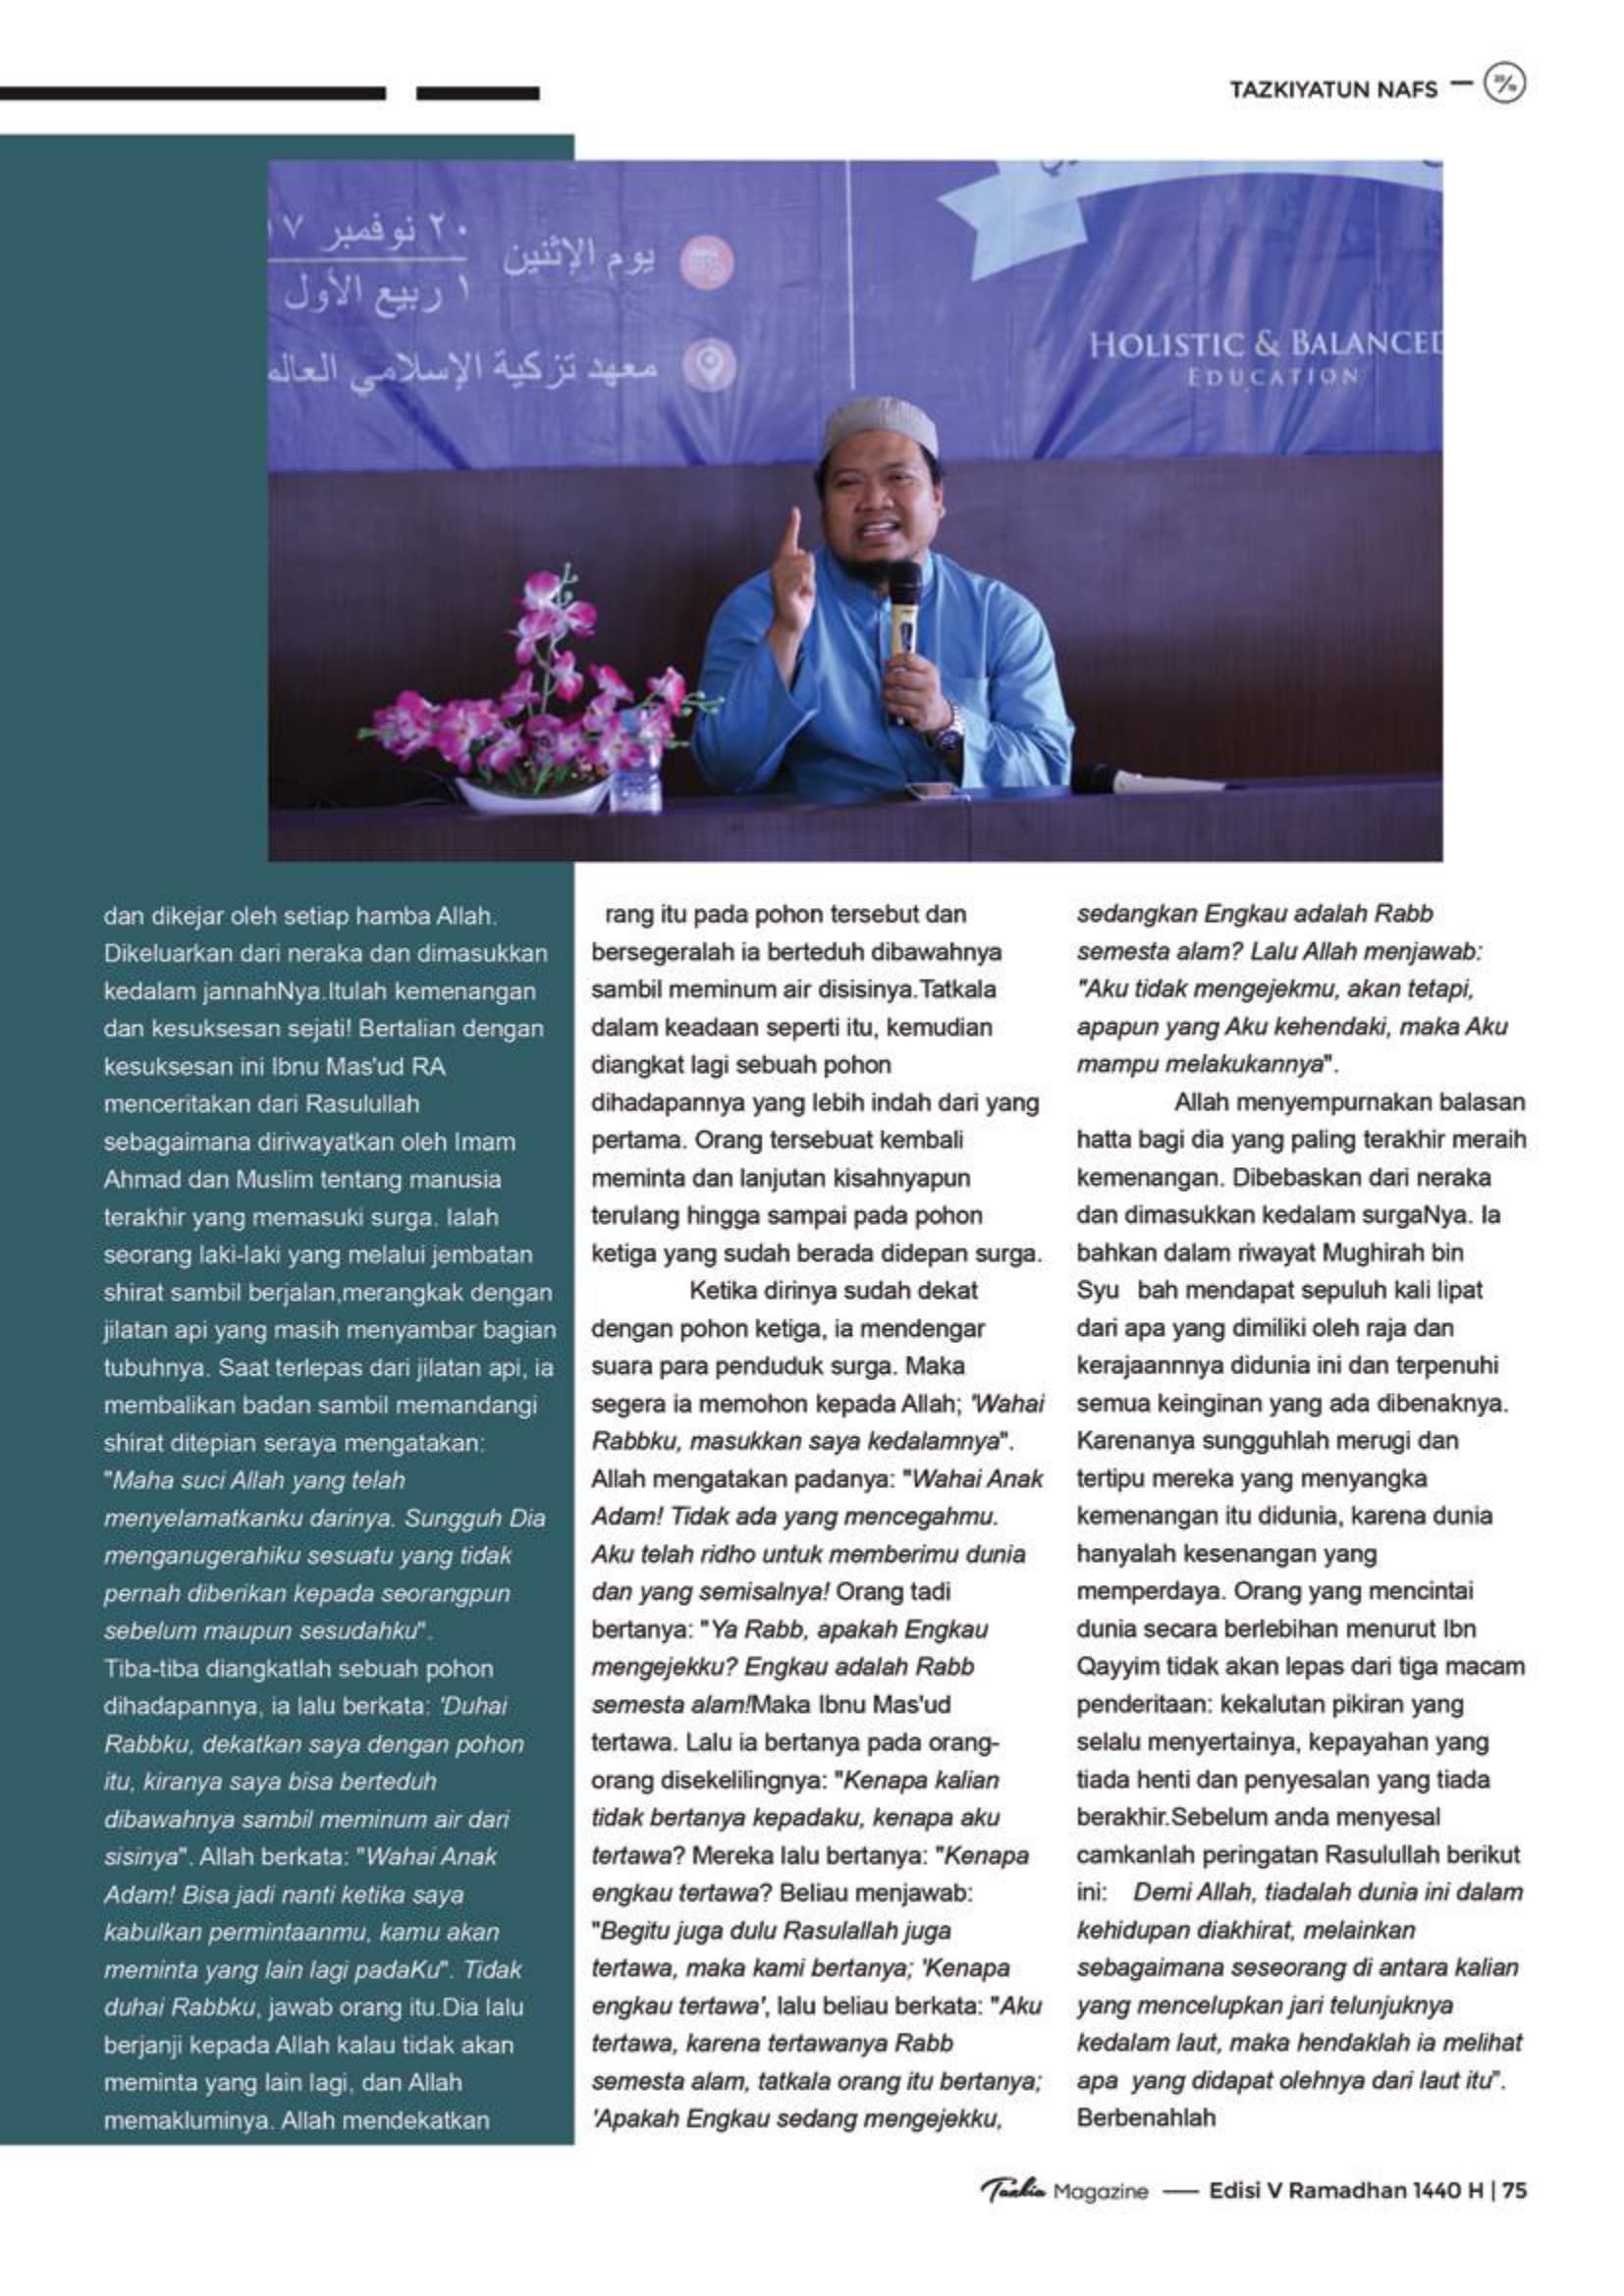 TAZKIYATUN NAFS
٢٠ نوفمبر
١ ربيع الأول
يوم الإثنين
معهد تزكية الإسلامي
HOLISTIC & BALANCED
EDUCATION
dan dikejar oleh setiap hamba Allah.
Dikeluarkan dari neraka dan dimasukkan
kedalam jannahNya.Itulah kemenangan
dan kesuksesan sejati! Bertalian dengan
kesuksesan ini Ibnu Mas'ud RA
menceritakan dari Rasulullah
sebagaimana diriwayatkan oleh Imam
Ahmad dan Muslim tentang manusia
terakhir yang memasuki surga. Ialah
seorang laki-laki yang melalui jembatan
shirat sambil berjalan,merangkak dengan
jilatan api yang masih menyambar bagian
tubuhnya. Saat terlepas dari jilatan api, ia
membalikan badan sambil memandangi
shirat ditepian seraya mengatakan:
"Maha suci Allah yang telah
menyelamatkanku darinya. Sungguh Dia
menganugerahiku sesuatu yang tidak
pernah diberikan kepada seorangpun
sebelum maupun sesudahku".
Tiba-tiba diangkatlah sebuah pohon
dihadapannya, ia lalu berkata: 'Duhai
Rabbku, dekatkan saya dengan pohon
itu, kiranya saya bisa berteduh
dibawahnya sambil meminum air dari
sisinya". Allah berkata: "Wahai Anak
Adam! Bisa jadi nanti ketika saya
kabulkan permintaanmu, kamu akan
meminta yang lain lagi padaKu". Tidak
duhai Rabbku, jawab orang itu.Dia lalu
berjanji kepada Allah kalau tidak akan
meminta yang lain lagi, dan Allah
memakluminya. Allah mendekatkan
rang itu pada pohon tersebut dan
bersegeralah ia berteduh dibawahnya
sambil meminum air disisinya.Tatkala
dalam keadaan seperti itu, kemudian
diangkat lagi sebuah pohon
dihadapannya yang lebih indah dari yang
pertama. Orang tersebuat kembali
meminta dan lanjutan kisahnyapun
terulang hingga sampai pada pohon
ketiga yang sudah berada didepan surga.
Ketika dirinya sudah dekat
dengan pohon ketiga, ia mendengar
suara para penduduk surga. Maka
segera ia memohon kepada Allah; 'Wahai
Rabbku, masukkan saya kedalamnya".
Allah mengatakan padanya: "Wahai Anak
Adam! Tidak ada yang mencegahmu.
Aku telah ridho untuk memberimu dunia
dan yang semisalnya! Orang tadi
bertanya: "Ya Rabb, apakah Engkau
mengejekku? Engkau adalah Rabb
semesta alam!Maka Ibnu Mas'ud
tertawa. Lalu ia bertanya pada orang-
orang disekelilingnya: "Kenapa kalian
tidak bertanya kepadaku, kenapa aku
tertawa? Mereka lalu bertanya: "Kenapa
engkau tertawa? Beliau menjawab:
"Begitu juga dulu Rasulallah juga
tertawa, maka kami bertanya; 'Kenapa
engkau tertawa', lalu beliau berkata: "Aku
tertawa, karena tertawanya Rabb
semesta alam, tatkala orang itu bertanya;
'Apakah Engkau sedang mengejekku,
sedangkan Engkau adalah Rabb
semesta alam? Lalu Allah menjawab:
"Aku tidak mengejekmu, akan tetapi,
apapun yang Aku kehendaki, maka Aku
mampu melakukannya".
Allah menyempurnakan balasan
hatta bagi dia yang paling terakhir meraih
kemenangan. Dibebaskan dari neraka
dan dimasukkan kedalam surgaNya. Ia
bahkan dalam riwayat Mughirah bin
Syu bah mendapat sepuluh kali lipat
dari apa yang dimiliki oleh raja dan
kerajaannnya didunia ini dan terpenuhi
semua keinginan yang ada dibenaknya.
Karenanya sungguhlah merugi dan
tertipu mereka yang menyangka
kemenangan itu didunia, karena dunia
hanyalah kesenangan yang
memperdaya. Orang yang mencintai
dunia secara berlebihan menurut Ibn
Qayyim tidak akan lepas dari tiga macam
penderitaan: kekalutan pikiran yang
selalu menyertainya, kepayahan yang
tiada henti dan penyesalan yang tiada
berakhir.Sebelum anda menyesal
camkanlah peringatan Rasulullah berikut
ini: Demi Allah, tiadalah dunia ini dalam
kehidupan diakhirat, melainkan
sebagaimana seseorang di antara kalian
yang mencelupkan jari telunjuknya
kedalam laut, maka hendaklah ia melihat
apa yang didapat olehnya dari laut itu".
Berbenahlah
Tazkia Magazine — Edisi V Ramadhan 1440 H | 75